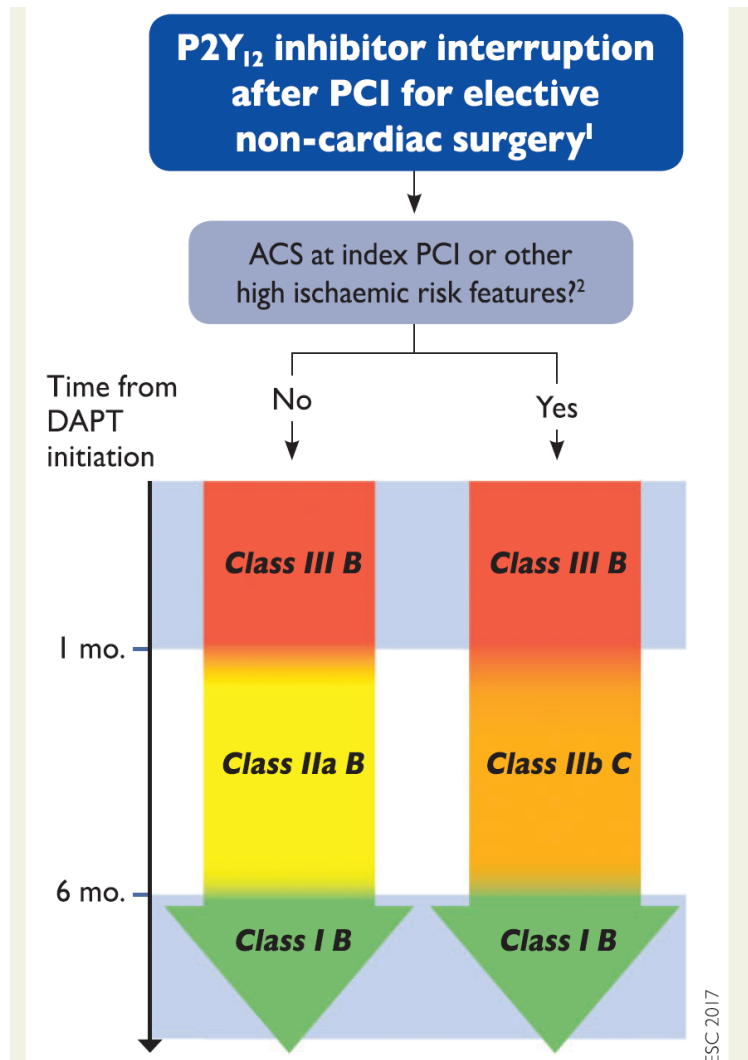 P2Y₁₂ inhibitor interruption
after PCI for elective
non-cardiac surgery¹
ACS at index PCI or other
high ischaemic risk features?²
Time from
DAPT
initiation
No
Yes
Class III B
Class III B
1 mo.
Class IIa B
Class IIb C
6 mo.
Class I B
Class I B
ESC 2017